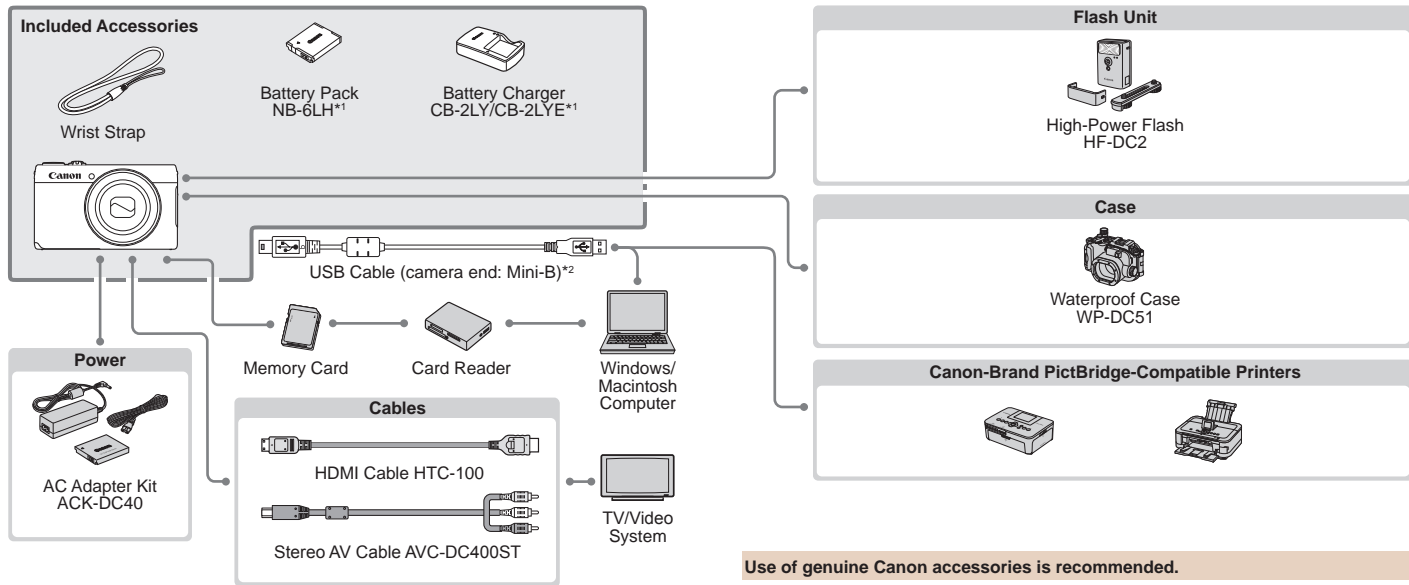 Included Accessories
Wrist Strap
Battery Pack
NB-6LH*1
Battery Charger
CB-2LY/CB-2LYE*1
Canon
USB Cable (camera end: Mini-B)*2
Memory Card
Card Reader
Windows/
Macintosh
Computer
Power
AC Adapter Kit
ACK-DC40
Cables
HDMI Cable HTC-100
Stereo AV Cable AVC-DC400ST
TV/Video
System
Flash Unit
High-Power Flash
HF-DC2
Case
Waterproof Case
WP-DC51
Canon-Brand PictBridge-Compatible Printers
Use of genuine Canon accessories is recommended.